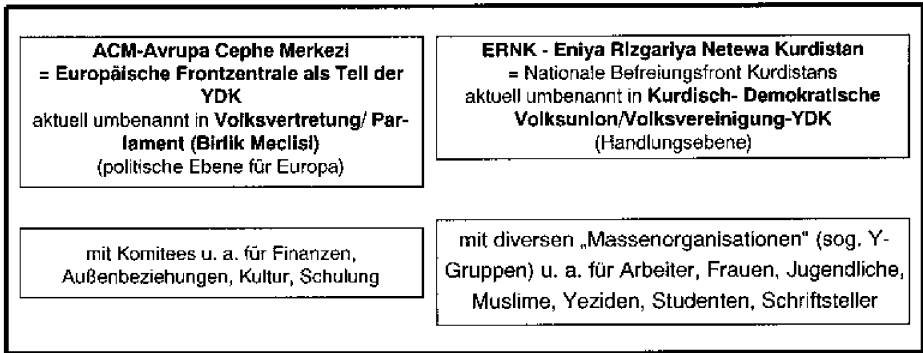 ACM-Avrupa Cephe Merkezi
= Europäische Frontzentrale als Teil der
YDK
aktuell umbenannt in Volksvertretung/ Par-
lament (Birlik Meclisi)
(politische Ebene für Europa)
ERNK - Eniya Rizgariya Netewa Kurdistan
= Nationale Befreiungsfront Kurdistans
aktuell umbenannt in Kurdisch- Demokratische
Volksunion/Volksvereinigung-YDK
(Handlungsebene)
mit Komitees u. a. für Finanzen,
Außenbeziehungen, Kultur, Schulung
mit diversen „Massenorganisationen“ (sog. Y-
Gruppen) u. a. für Arbeiter, Frauen, Jugendliche,
Muslime, Yeziden, Studenten, Schriftsteller